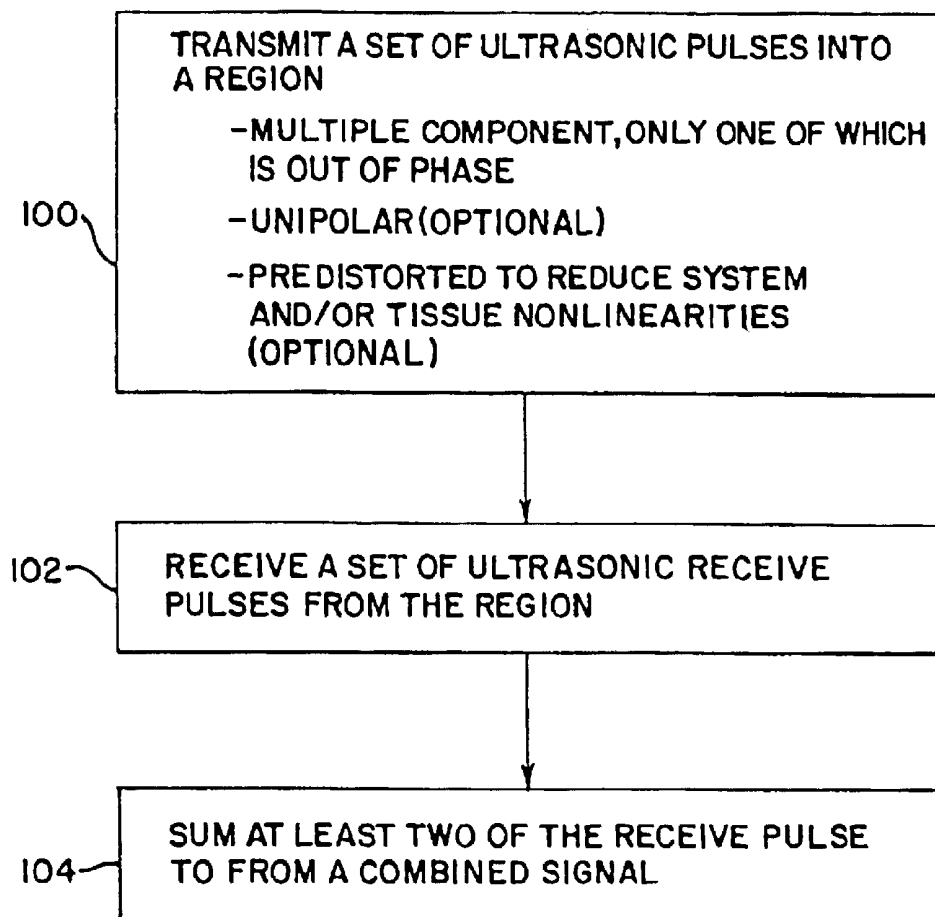 TRANSMIT A SET OF ULTRASONIC PULSES INTO
A REGION
-MULTIPLE COMPONENT, ONLY ONE OF WHICH
IS OUT OF PHASE
100
-UNIPOLAR (OPTIONAL)
-PREDISTORTED TO REDUCE SYSTEM
AND/OR TISSUE NONLINEARITIES
(OPTIONAL)
102
RECEIVE A SET OF ULTRASONIC RECEIVE
PULSES FROM THE REGION
104
SUM AT LEAST TWO OF THE RECEIVE PULSE
TO FROM A COMBINED SIGNAL